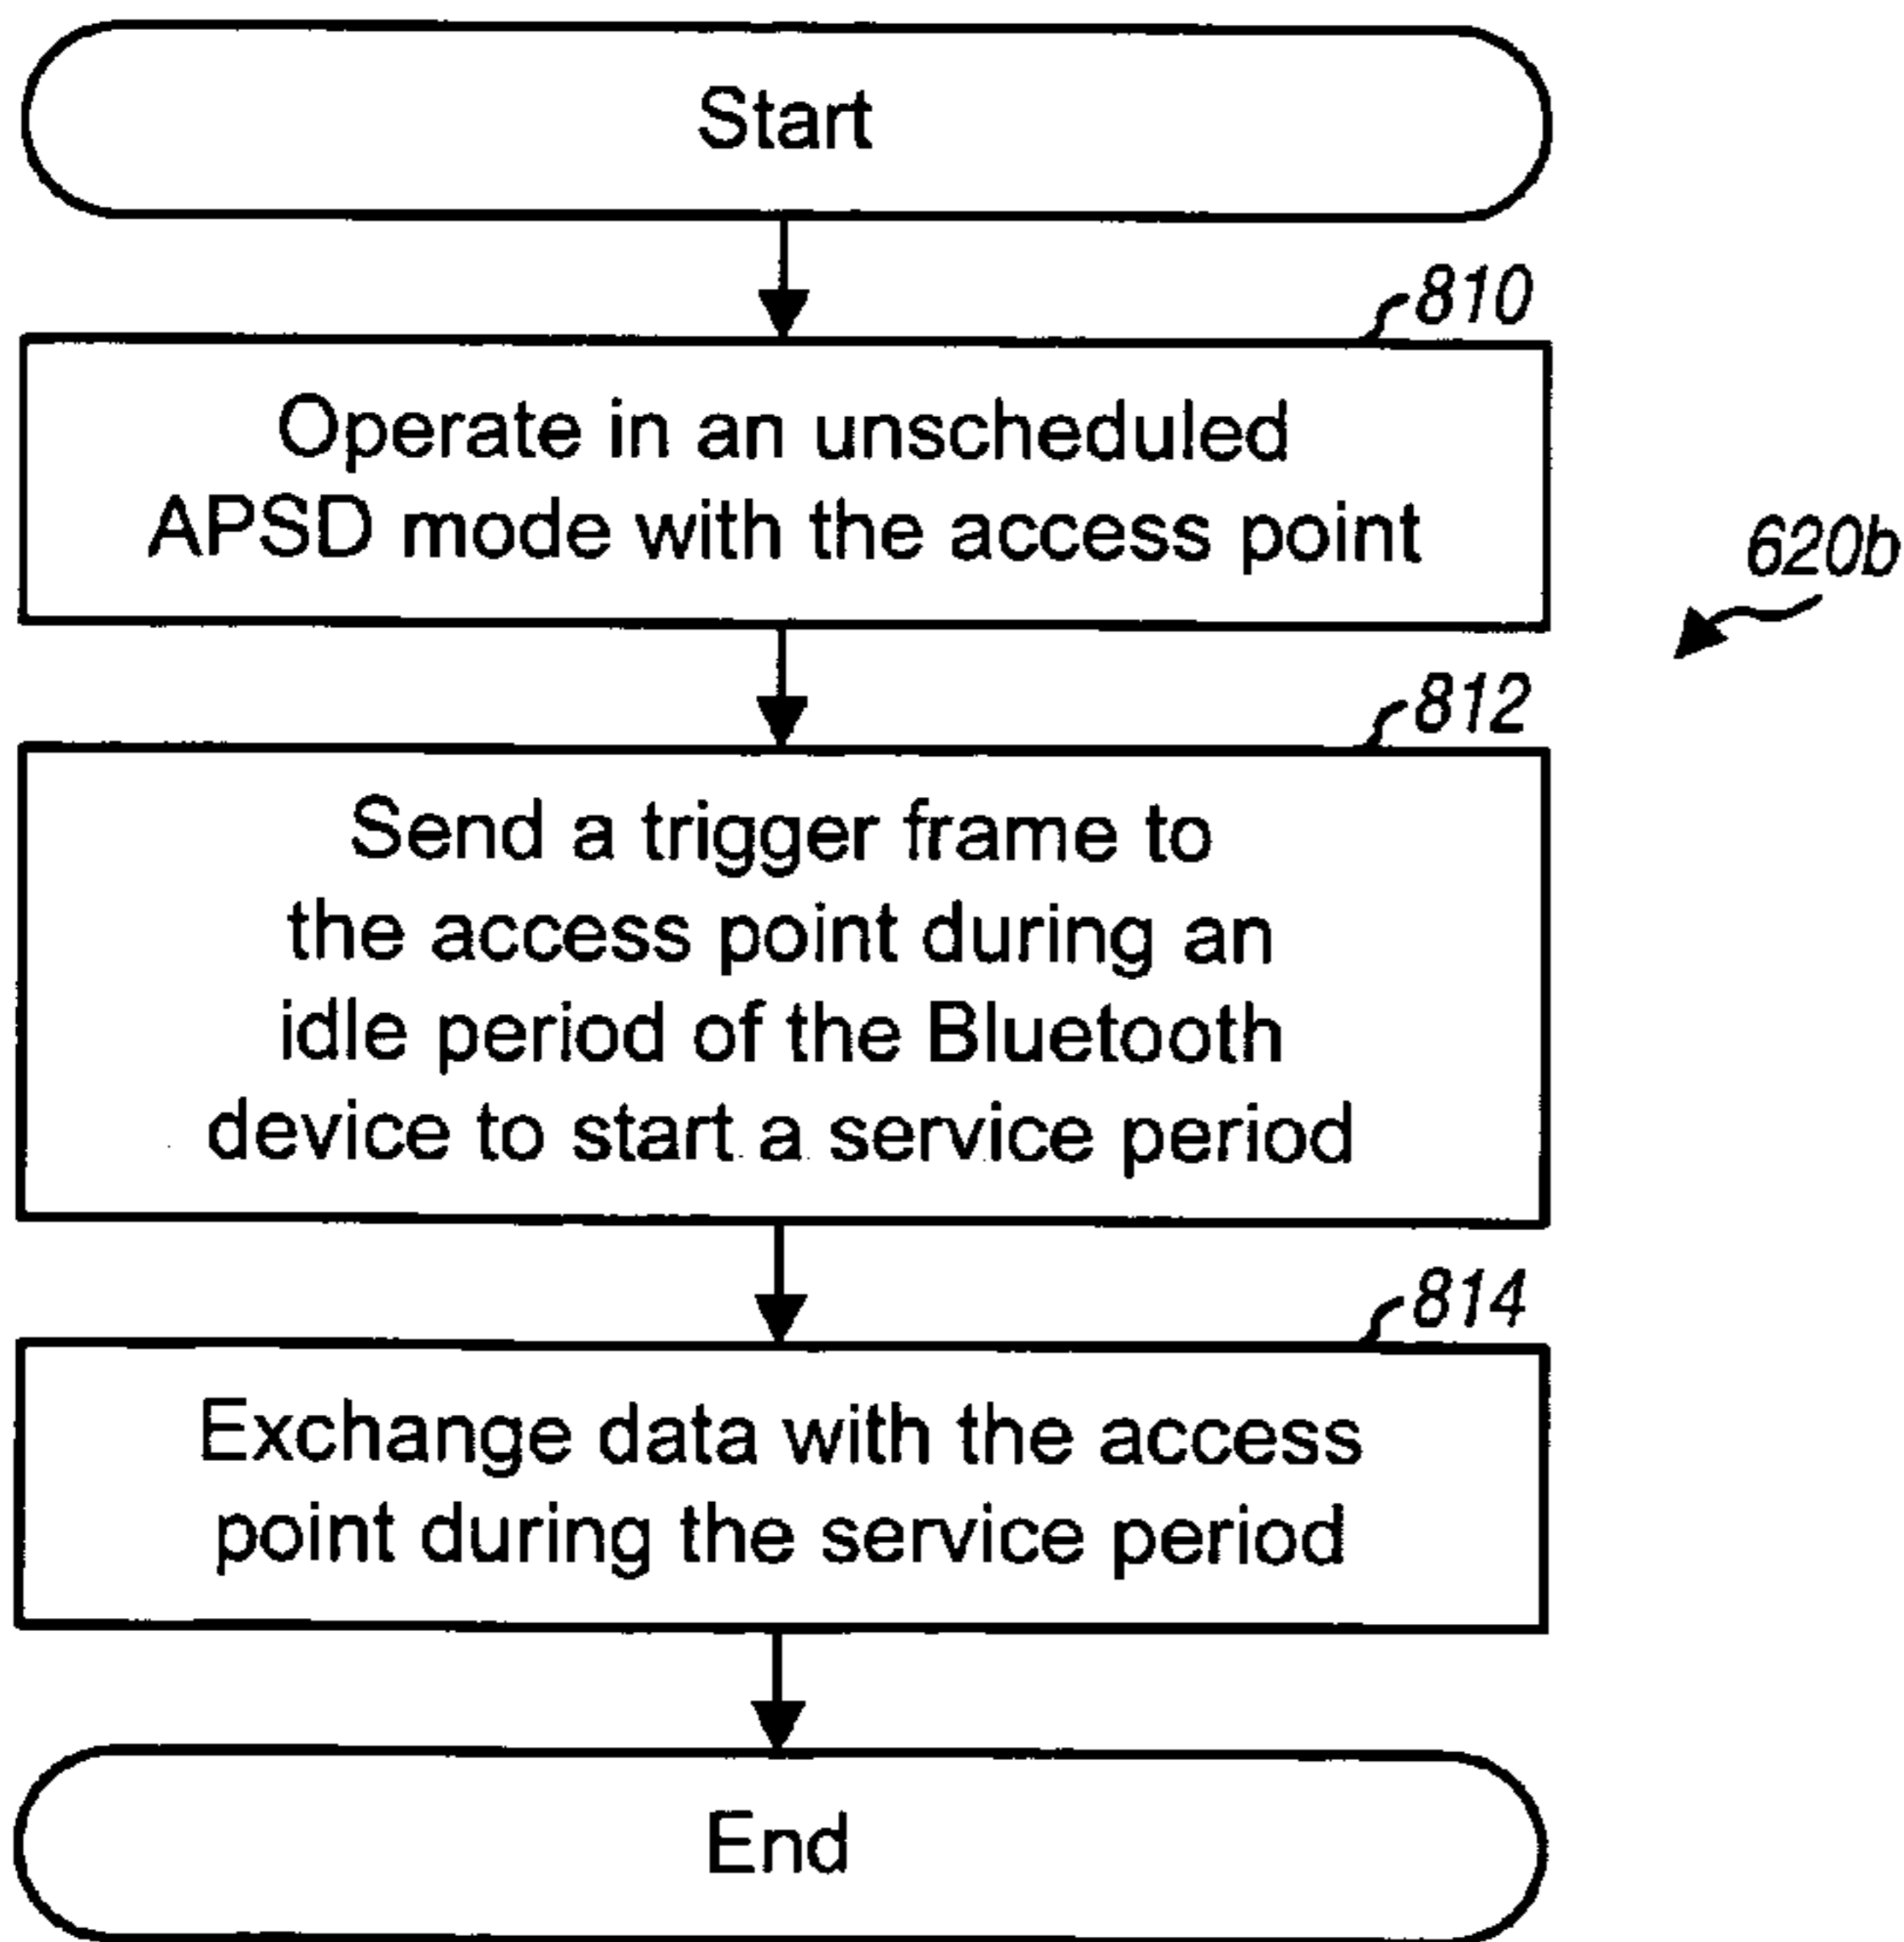 Start
810
Operate in an unscheduled
APSD mode with the access point
620b
812
Send a trigger frame to
the access point during an
idle period of the Bluetooth
device to start a service period
814
Exchange data with the access
point during the service period
End